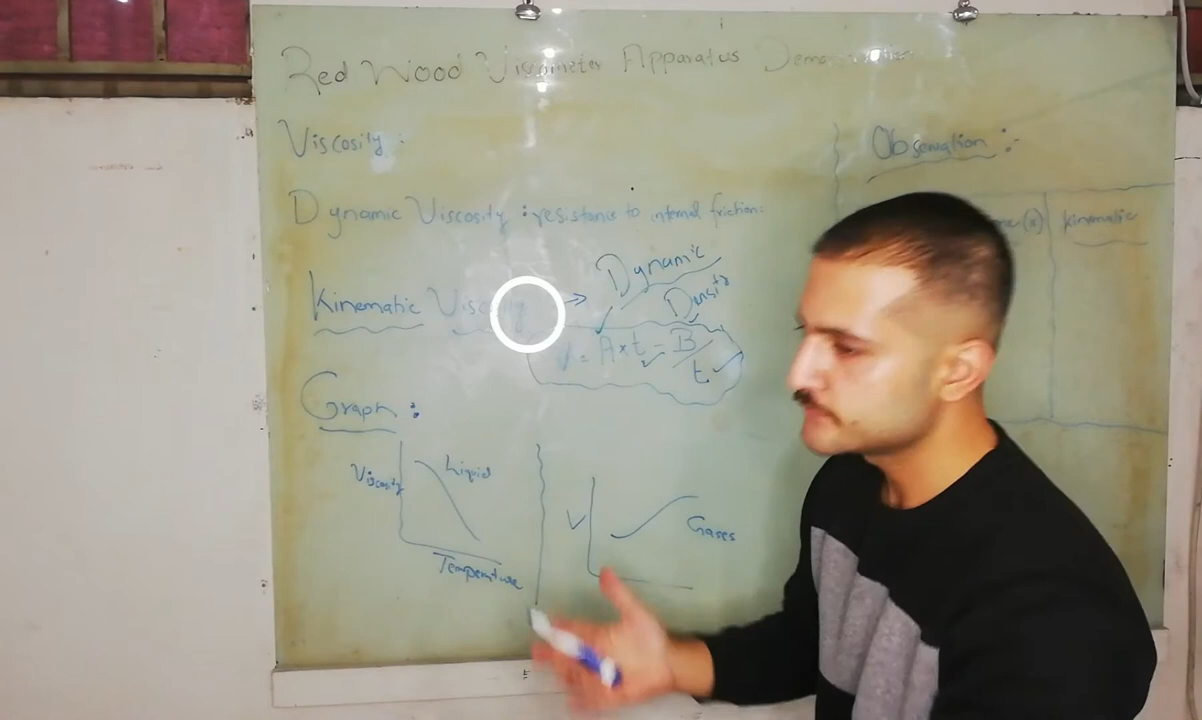 Red Wood Viscometer Apparatus
Viscosity :
Observation :-
Dynamic Viscosity : resistance to internal friction:
kinematic
Kinematic Viscosity →
Dynamic
Density
V = A×t - B/t
Graph :
Viscosity
Liquid
Temperature
V
Gases